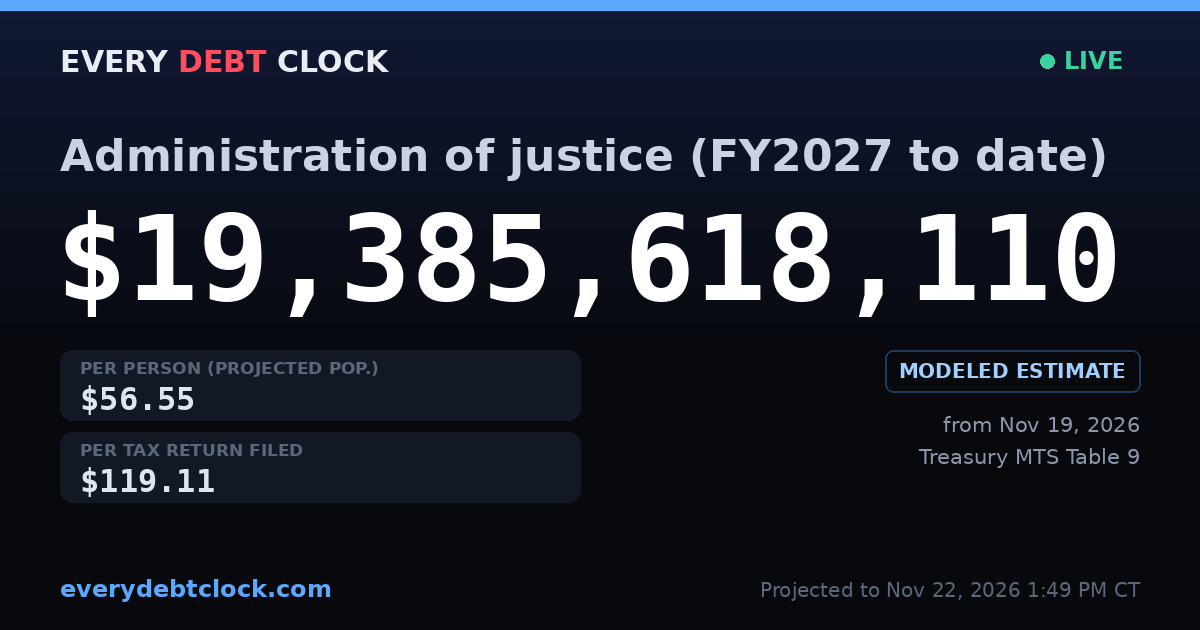 EVERY DEBT CLOCK
LIVE
Administration of justice (FY2027 to date)
$19,385,618,110
PER PERSON (PROJECTED POP.)
$56.55
PER TAX RETURN FILED
$119.11
MODELED ESTIMATE
from Nov 19, 2026
Treasury MTS Table 9
everydebtclock.com
Projected to Nov 22, 2026 1:49 PM CT